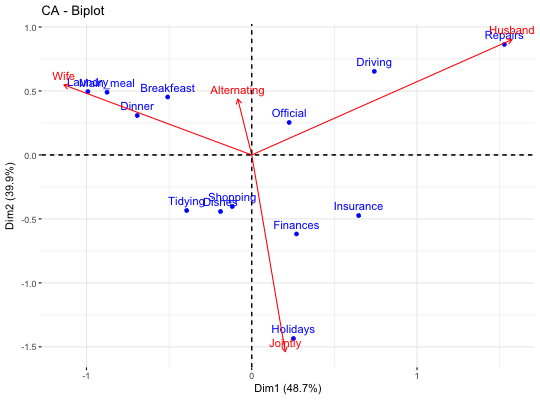 CA - Biplot
1.0
Husband
Repairs
Driving
Wife
Laundry
Main meal
Breakfeast
Alternating
0.5
Dinner
Official
0.0
Shopping
Tidying
Dishes
Insurance
-0.5
Finances
-1.0
Holidays
Jointly
-1.5
-1
0
1
Dim1 (48.7%)
Dim2 (39.9%)